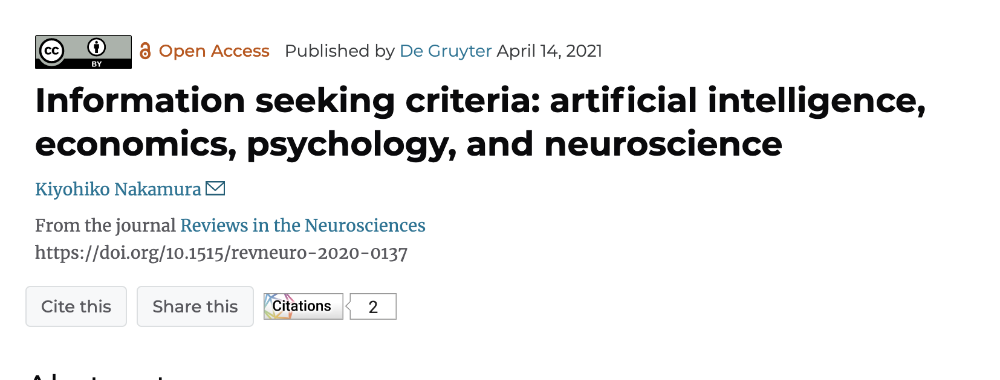 cc BY Open Access Published by De Gruyter April 14, 2021
Information seeking criteria: artificial intelligence,
economics, psychology, and neuroscience
Kiyohiko Nakamura
From the journal Reviews in the Neurosciences
https://doi.org/10.1515/revneuro-2020-0137
Cite this Share this Citations 2